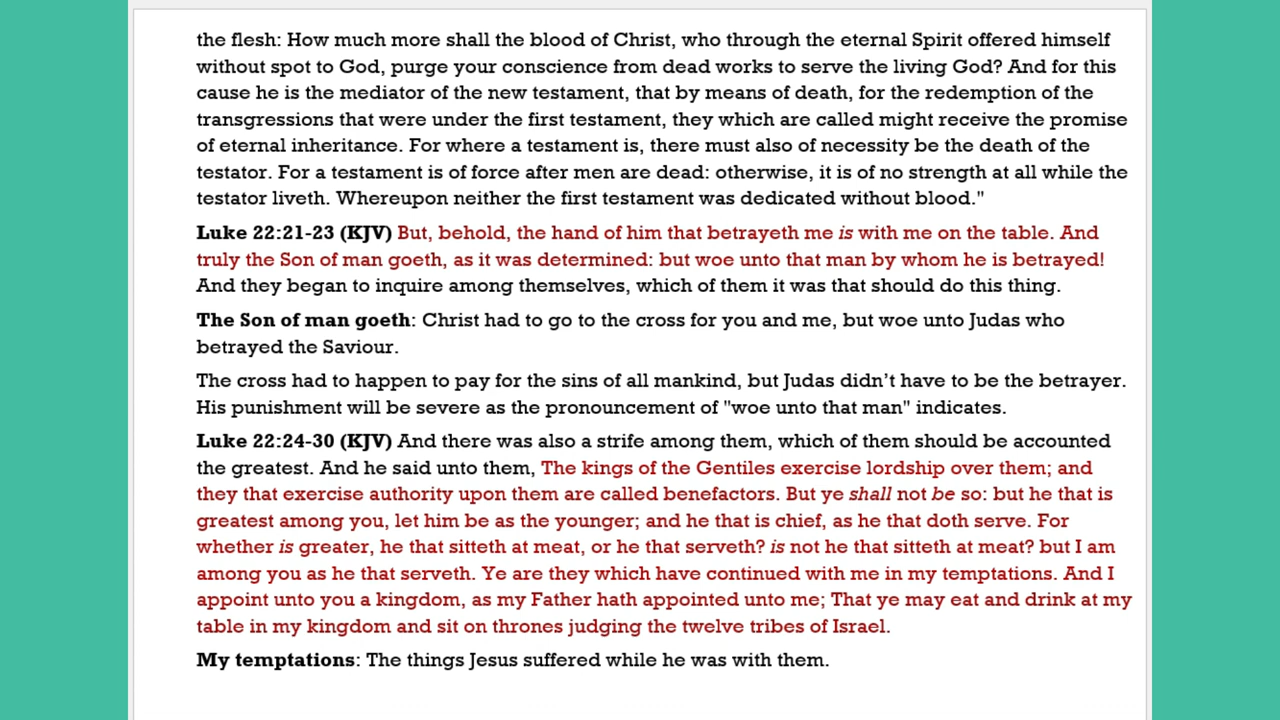 the flesh: How much more shall the blood of Christ, who through the eternal Spirit offered himself
without spot to God, purge your conscience from dead works to serve the living God? And for this
cause he is the mediator of the new testament, that by means of death, for the redemption of the
transgressions that were under the first testament, they which are called might receive the promise
of eternal inheritance. For where a testament is, there must also of necessity be the death of the
testator. For a testament is of force after men are dead: otherwise, it is of no strength at all while the
testator liveth. Whereupon neither the first testament was dedicated without blood."
Luke 22:21-23 (KJV) But, behold, the hand of him that betrayeth me is with me on the table. And
truly the Son of man goeth, as it was determined: but woe unto that man by whom he is betrayed!
And they began to inquire among themselves, which of them it was that should do this thing.
The Son of man goeth: Christ had to go to the cross for you and me, but woe unto Judas who
betrayed the Saviour.
The cross had to happen to pay for the sins of all mankind, but Judas didn’t have to be the betrayer.
His punishment will be severe as the pronouncement of "woe unto that man" indicates.
Luke 22:24-30 (KJV) And there was also a strife among them, which of them should be accounted
the greatest. And he said unto them, The kings of the Gentiles exercise lordship over them; and
they that exercise authority upon them are called benefactors. But ye shall not be so: but he that is
greatest among you, let him be as the younger; and he that is chief, as he that doth serve. For
whether is greater, he that sitteth at meat, or he that serveth? is not he that sitteth at meat? but I am
among you as he that serveth. Ye are they which have continued with me in my temptations. And I
appoint unto you a kingdom, as my Father hath appointed unto me; That ye may eat and drink at my
table in my kingdom and sit on thrones judging the twelve tribes of Israel.
My temptations: The things Jesus suffered while he was with them.